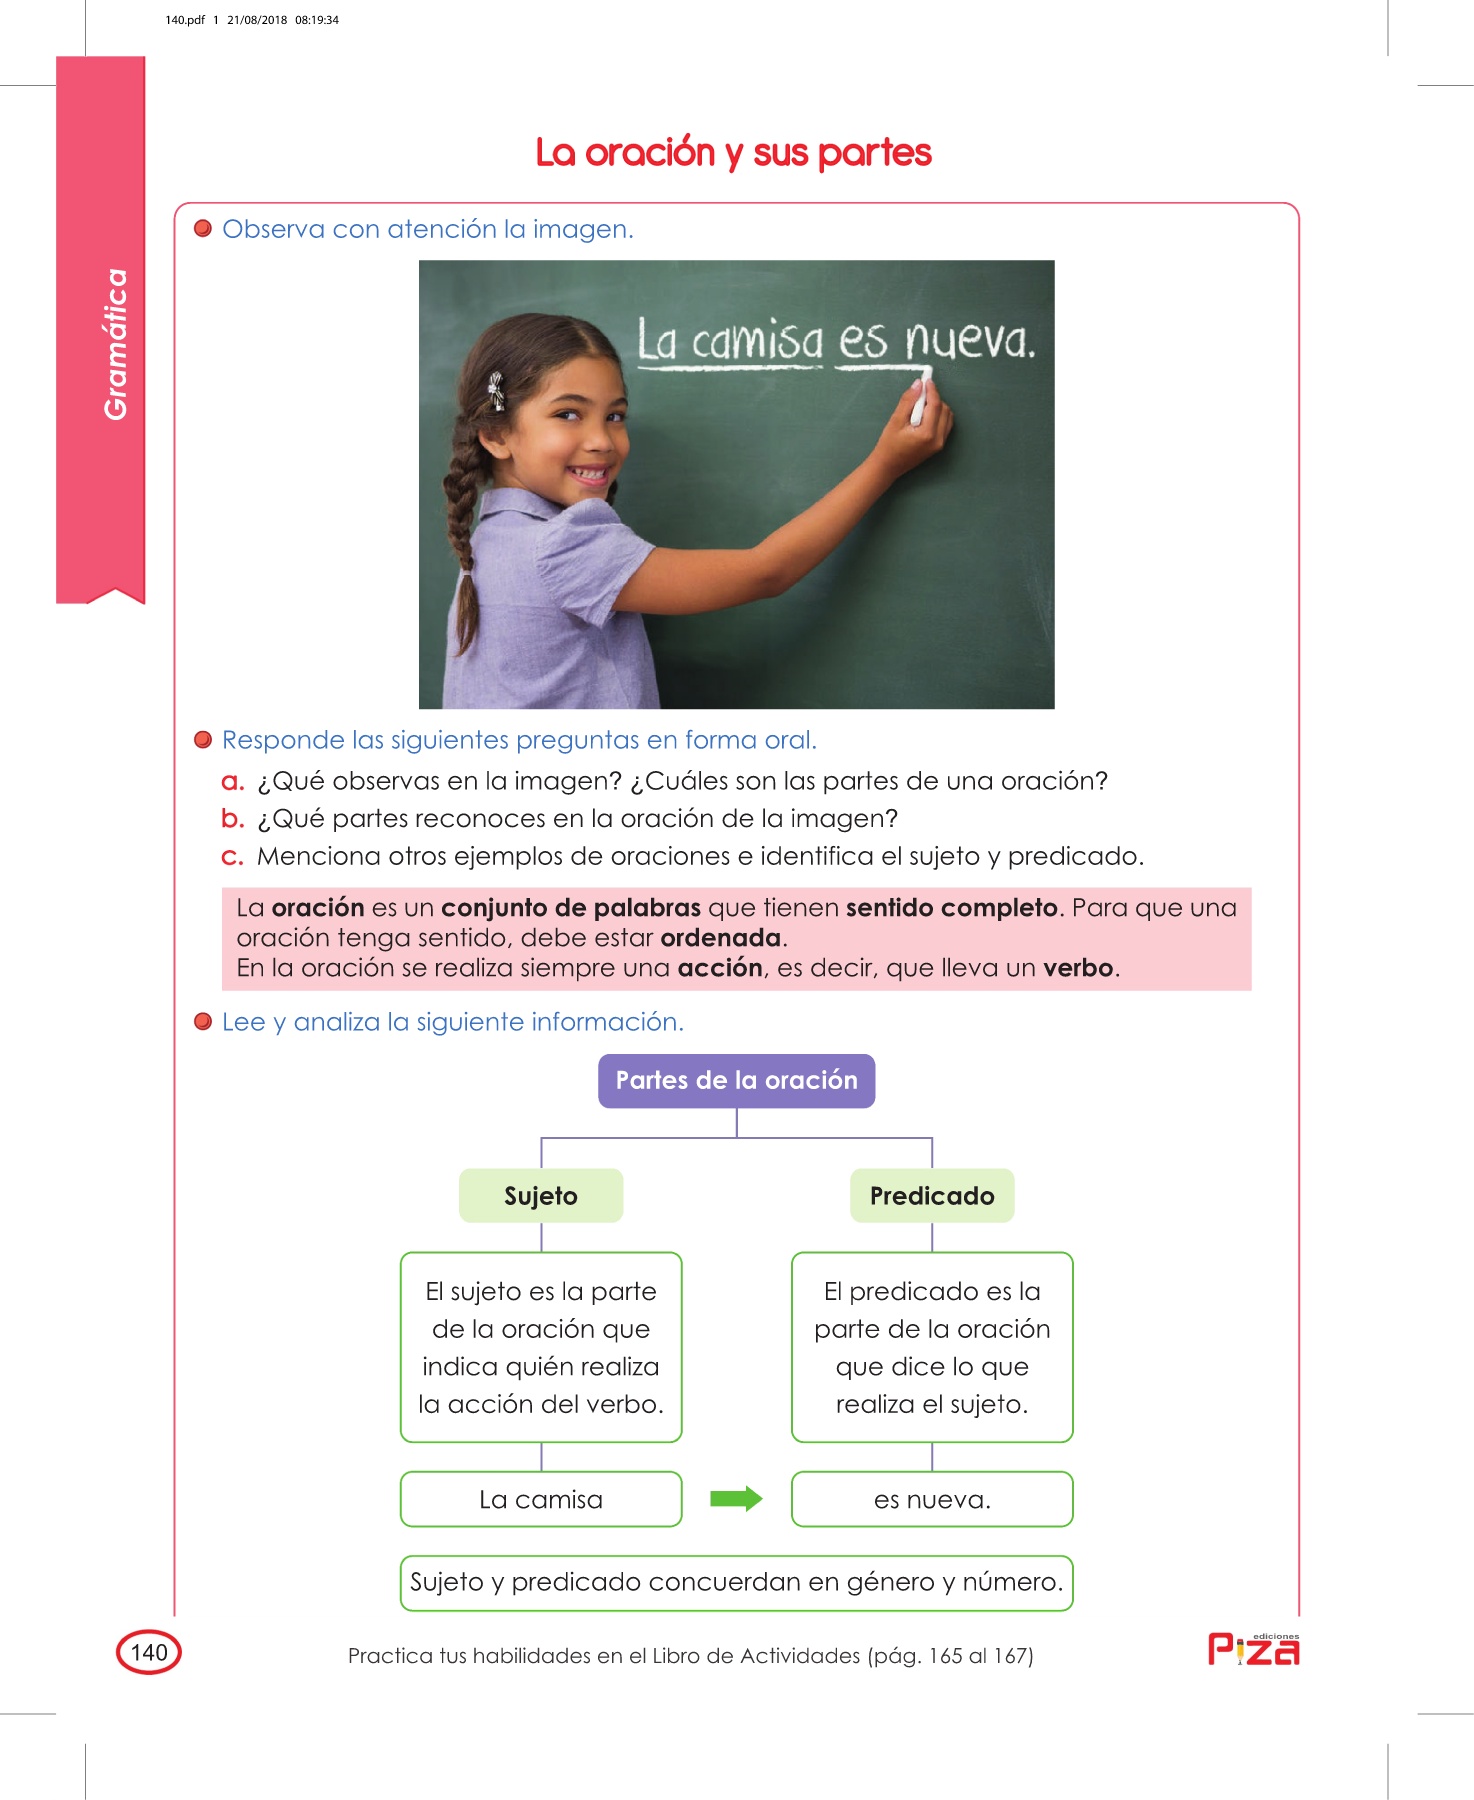 140.pdf 1 21/08/2018 08:19:34
Gramática
La oración y sus partes
Observa con atención la imagen.
La camisa es nueva.
Responde las siguientes preguntas en forma oral.
a. ¿Qué observas en la imagen? ¿Cuáles son las partes de una oración?
b. ¿Qué partes reconoces en la oración de la imagen?
c. Menciona otros ejemplos de oraciones e identifica el sujeto y predicado.
La oración es un conjunto de palabras que tienen sentido completo. Para que una
oración tenga sentido, debe estar ordenada.
En la oración se realiza siempre una acción, es decir, que lleva un verbo.
Lee y analiza la siguiente información.
Partes de la oración
Sujeto
Predicado
El sujeto es la parte
de la oración que
indica quién realiza
la acción del verbo.
El predicado es la
parte de la oración
que dice lo que
realiza el sujeto.
La camisa
es nueva.
Sujeto y predicado concuerdan en género y número.
140
Practica tus habilidades en el Libro de Actividades (pág. 165 al 167)
ediciones
Piza